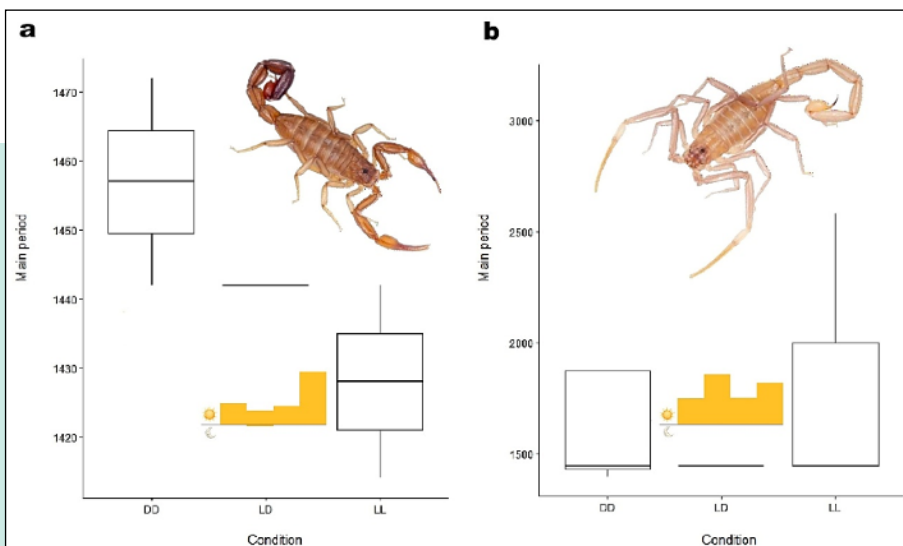 a
1470
1460
1450
1440
1430
1420
Main period
DD
LD
LL
Condition
b
3000
2500
2000
1500
Main period
DD
LD
LL
Condition